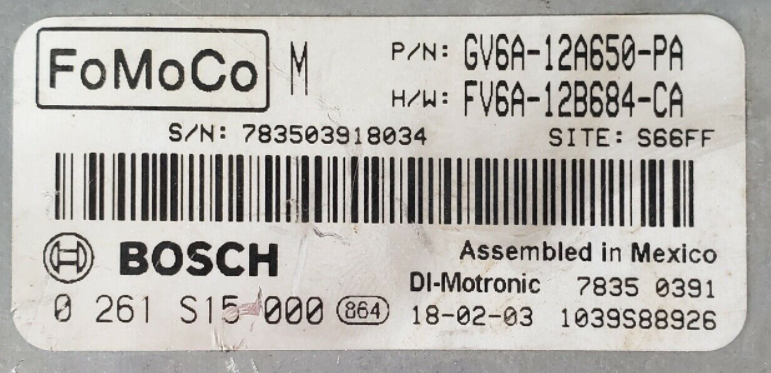 FoMoCo M P/N: GV6A-12A650-PA
H/W: FV6A-12B684-CA
S/N: 783503918034 SITE: S66FF
BOSCH Assembled in Mexico
DI-Motronic 7835 0391
0 261 S15 000 864 18-02-03 1039S88926